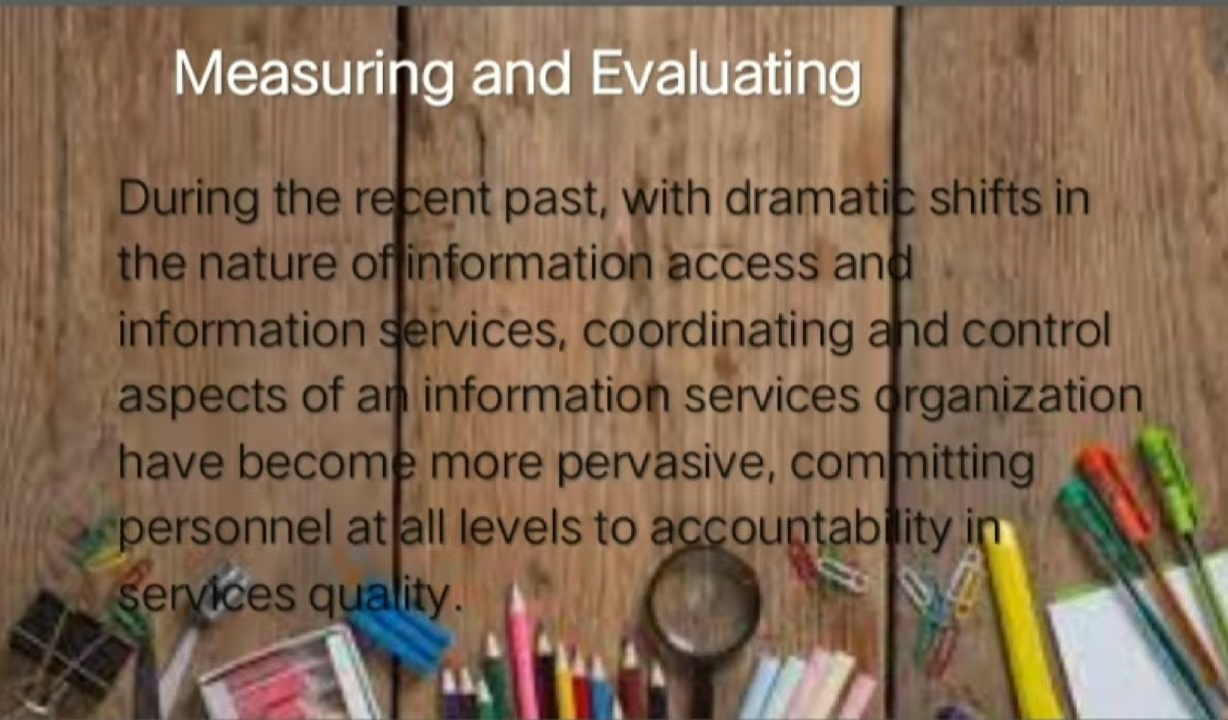 Measuring and Evaluating
During the recent past, with dramatic shifts in
the nature of information access and
information services, coordinating and control
aspects of an information services organization
have become more pervasive, committing
personnel at all levels to accountability in
services quality.